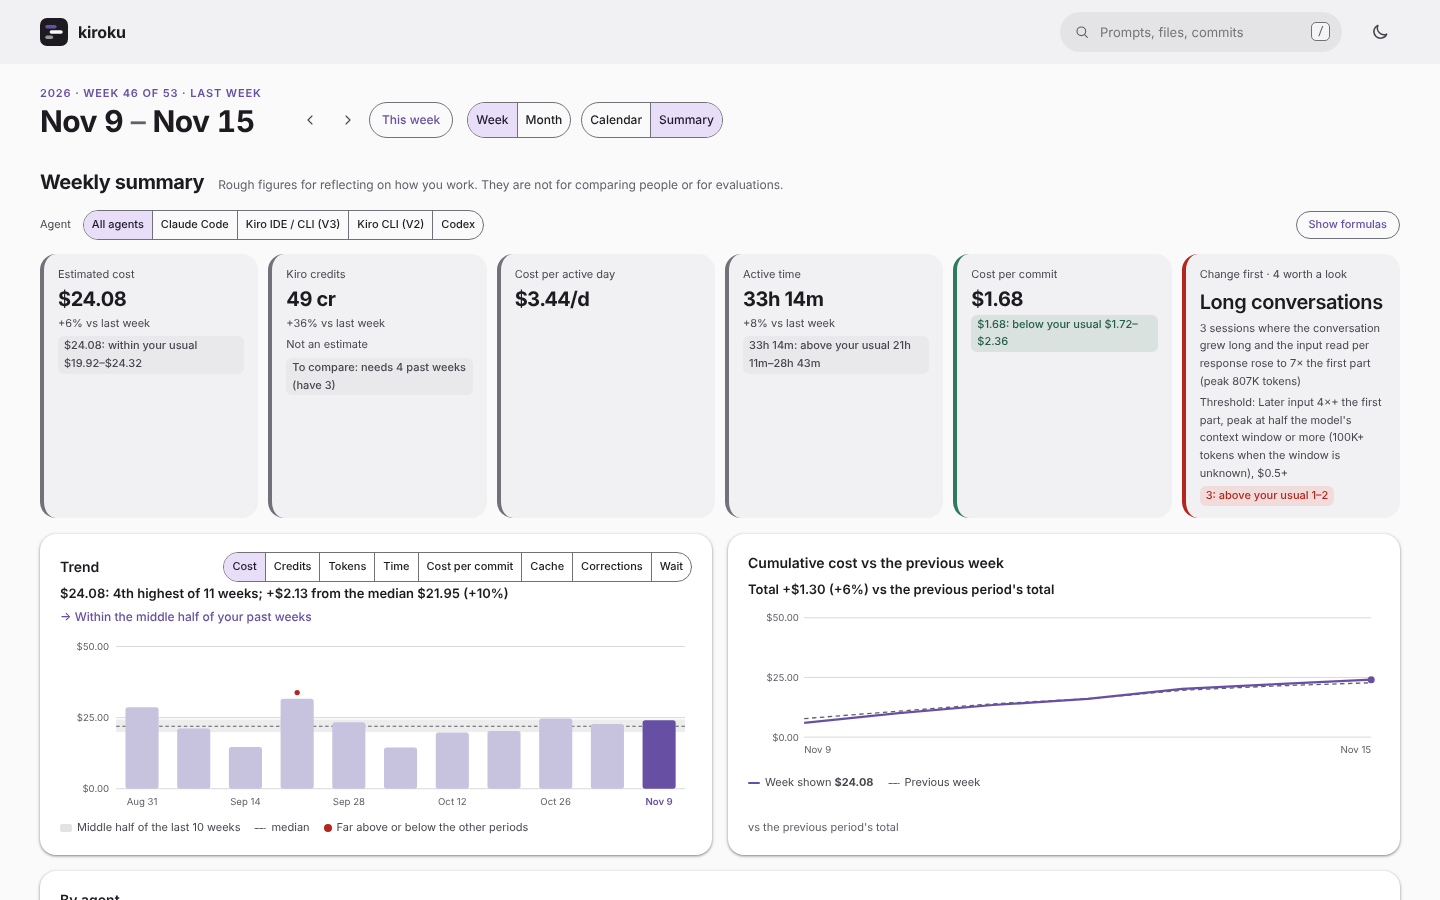 kiroku
Prompts, files, commits
/
2026 · WEEK 46 OF 53 · LAST WEEK
Nov 9 – Nov 15
This week
Week
Month
Calendar
Summary
Weekly summary
Rough figures for reflecting on how you work. They are not for comparing people or for evaluations.
Agent
All agents
Claude Code
Kiro IDE / CLI (V3)
Kiro CLI (V2)
Codex
Show formulas
Estimated cost
$24.08
+6% vs last week
$24.08: within your usual
$19.92–$24.32
Kiro credits
49 cr
+36% vs last week
Not an estimate
To compare: needs 4 past weeks
(have 3)
Cost per active day
$3.44/d
Active time
33h 14m
+8% vs last week
33h 14m: above your usual 21h
11m–28h 43m
Cost per commit
$1.68
$1.68: below your usual $1.72–
$2.36
Change first · 4 worth a look
Long conversations
3 sessions where the conversation
grew long and the input read per
response rose to 7× the first part
(peak 807K tokens)
Threshold: Later input 4×+ the first
part, peak at half the model's
context window or more (100K+
tokens when the window is
unknown), $0.5+
3: above your usual 1–2
Trend
Cost
Credits
Tokens
Time
Cost per commit
Cache
Corrections
Wait
$24.08: 4th highest of 11 weeks; +$2.13 from the median $21.95 (+10%)
→ Within the middle half of your past weeks
$50.00
$25.00
$0.00
Aug 31
Sep 14
Sep 28
Oct 12
Oct 26
Nov 9
Middle half of the last 10 weeks
median
Far above or below the other periods
Cumulative cost vs the previous week
Total +$1.30 (+6%) vs the previous period's total
$50.00
$25.00
$0.00
Nov 9
Nov 15
Week shown $24.08
Previous week
vs the previous period's total
By agent